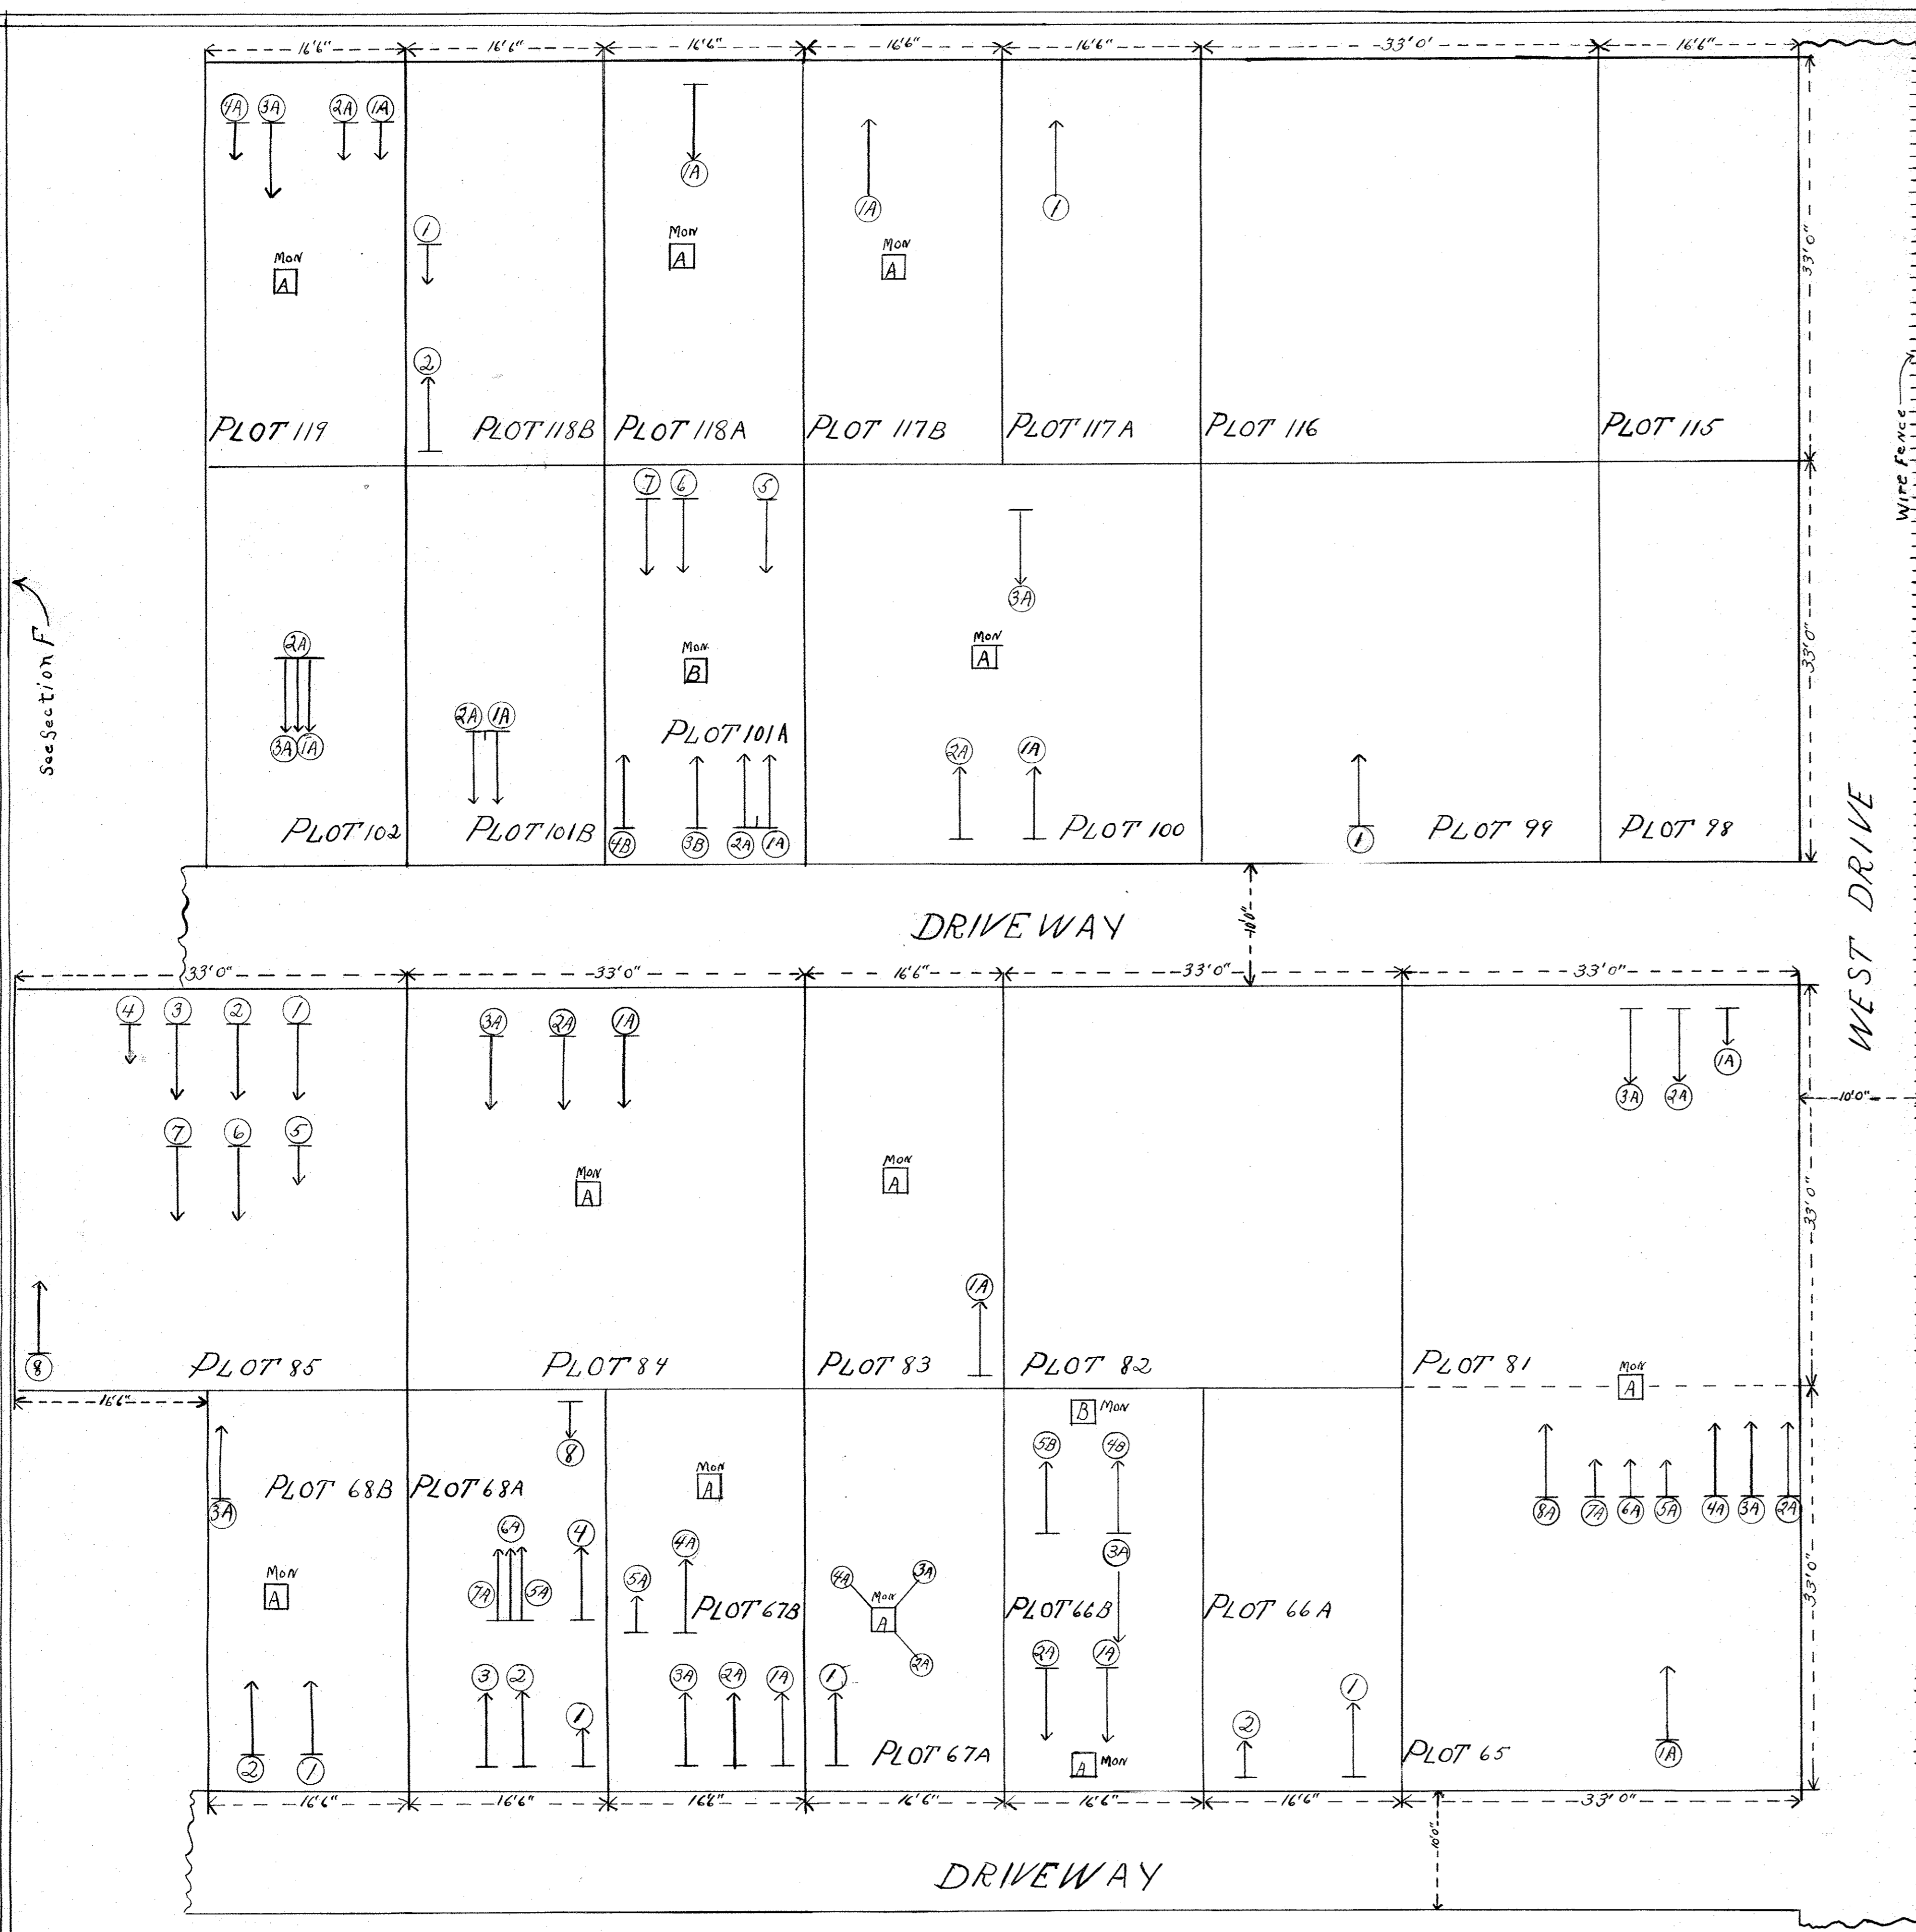 16'6" 16'6" 16'6" 16'6" 16'6" 33'0' 16'6"
4A 3A 2A 1A
1A
1A
1
1
Mon
A
Mon
A
Mon
A
33'0"
2
Wire Fence
PLOT 119
PLOT 118B
PLOT 118A
PLOT 117B
PLOT 117A
PLOT 116
PLOT 115
7 6 5
3A
2A
3A 1A
2A 1A
Mon
B
Mon
A
33'0"
See Section F
PLOT 101A
4B 3B 2A 1A
2A 1A
1
PLOT 102
PLOT 101B
PLOT 100
PLOT 99
PLOT 98
DRIVEWAY
10'0"
WEST DRIVE
33'0" 33'0" 16'6" 33'0" 33'0"
4 3 2 1
3A 2A 1A
3A 2A 1A
10'0"
7 6 5
Mon
A
Mon
A
33'0"
1A
8
PLOT 85
PLOT 84
PLOT 83
PLOT 82
PLOT 81
Mon
A
16'6"
8
B Mon
5B 4B
3A
PLOT 68B
PLOT 68A
Mon
A
3A
8A 7A 6A 5A 4A 3A 2A
6A
4
7A 5A
4A
5A
4A 3A
Mon
A
2A
Mon
A
PLOT 67B
PLOT 66B
PLOT 66A
33'0"
2A 1A
3 2
1
3A 2A 1A
1
2 1
2 1
PLOT 67A
A Mon
PLOT 65
1A
16'6" 16'6" 16'6" 16'6" 16'6" 16'6" 33'0"
10'0"
DRIVEWAY